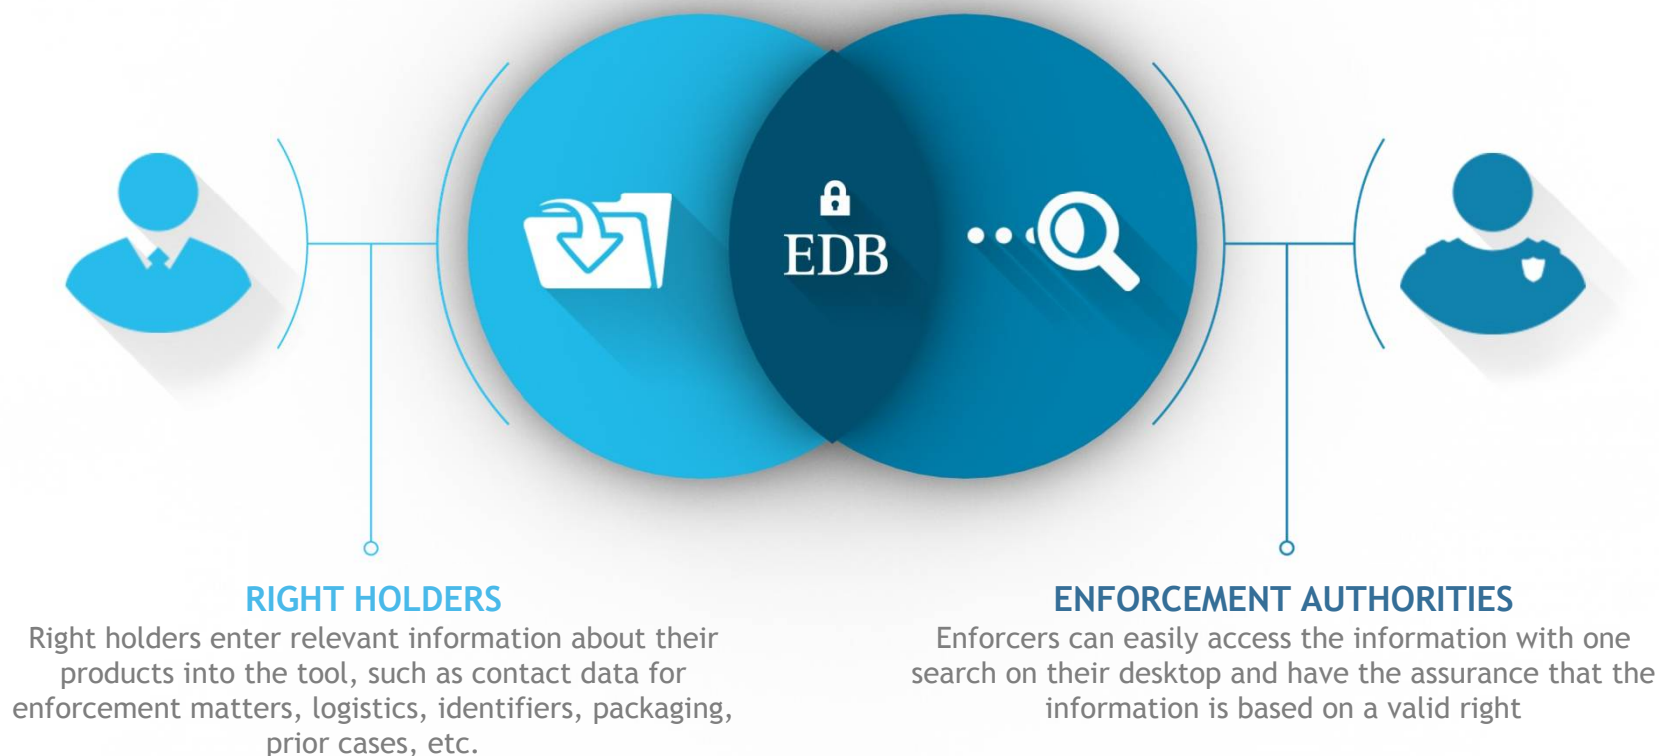 EDB
RIGHT HOLDERS
Right holders enter relevant information about their
products into the tool, such as contact data for
enforcement matters, logistics, identifiers, packaging,
prior cases, etc.
ENFORCEMENT AUTHORITIES
Enforcers can easily access the information with one
search on their desktop and have the assurance that the
information is based on a valid right